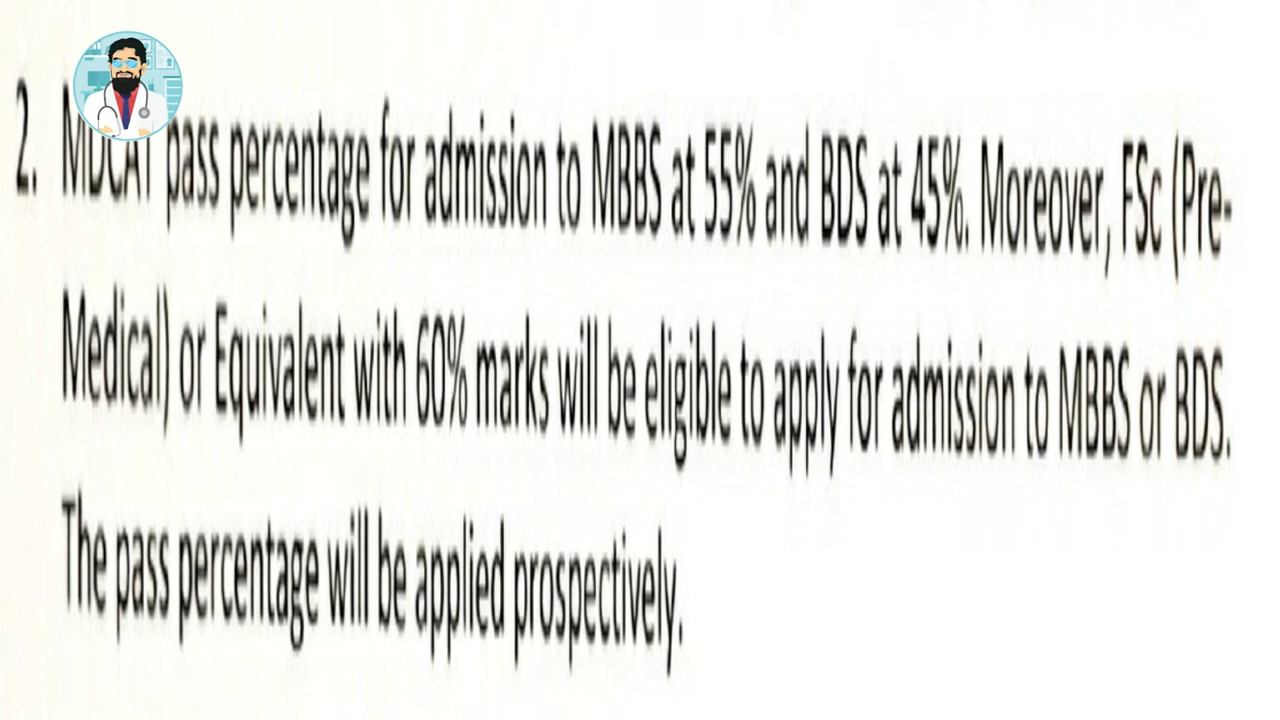 2. MDCAT pass percentage for admission to MBBS at 55% and BDS at 45%. Moreover, FSc (Pre-
Medical) or Equivalent with 60% marks will be eligible to apply for admission to MBBS or BDS.
The pass percentage will be applied prospectively.